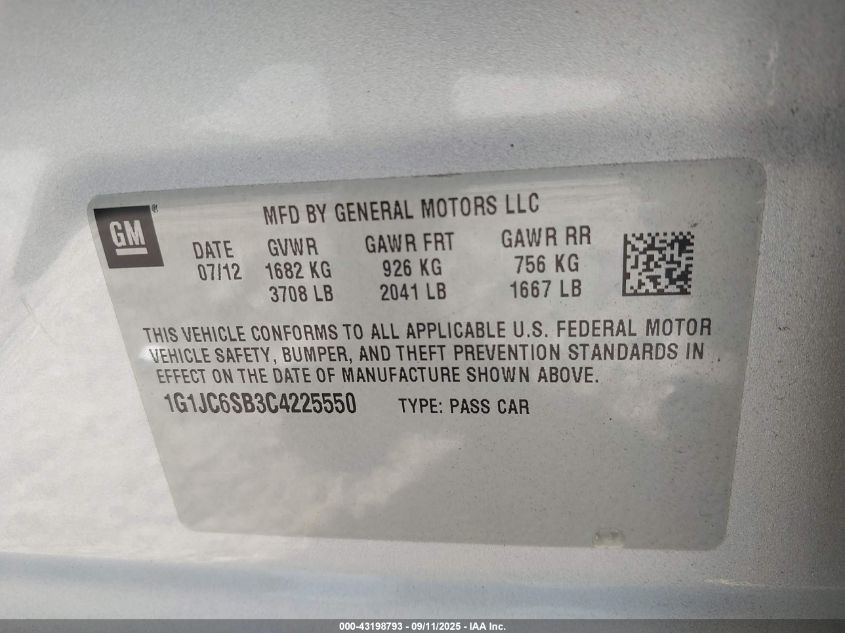 MFD BY GENERAL MOTORS LLC
GM®
DATE GVWR GAWR FRT GAWR RR
07/12 1682 KG 926 KG 756 KG
3708 LB 2041 LB 1667 LB
THIS VEHICLE CONFORMS TO ALL APPLICABLE U.S. FEDERAL MOTOR
VEHICLE SAFETY, BUMPER, AND THEFT PREVENTION STANDARDS IN
EFFECT ON THE DATE OF MANUFACTURE SHOWN ABOVE.
1G1JC6SB3C4225550 TYPE: PASS CAR
000-43198793 - 09/11/2025 - IAA Inc.